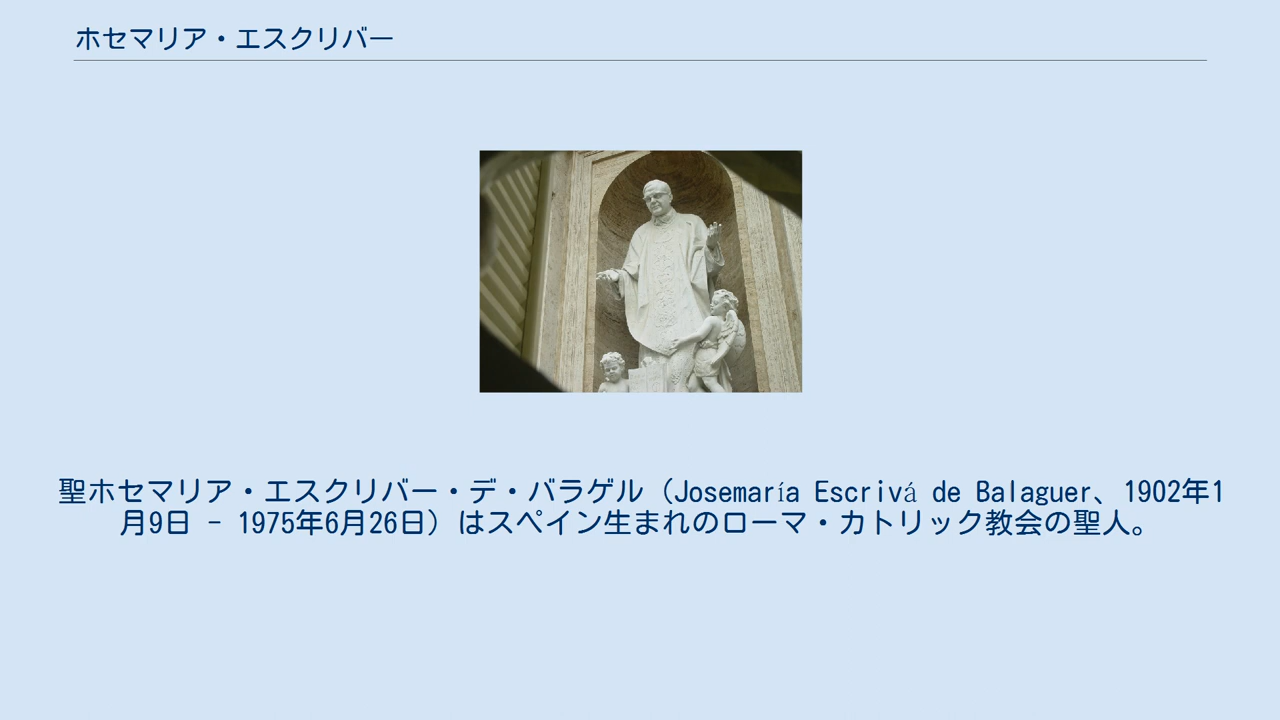 ホセマリア・エスクリバー
聖ホセマリア・エスクリバー・デ・バラゲル（Josemaría Escrivá de Balaguer、1902年1
月9日 - 1975年6月26日）はスペイン生まれのローマ・カトリック教会の聖人。